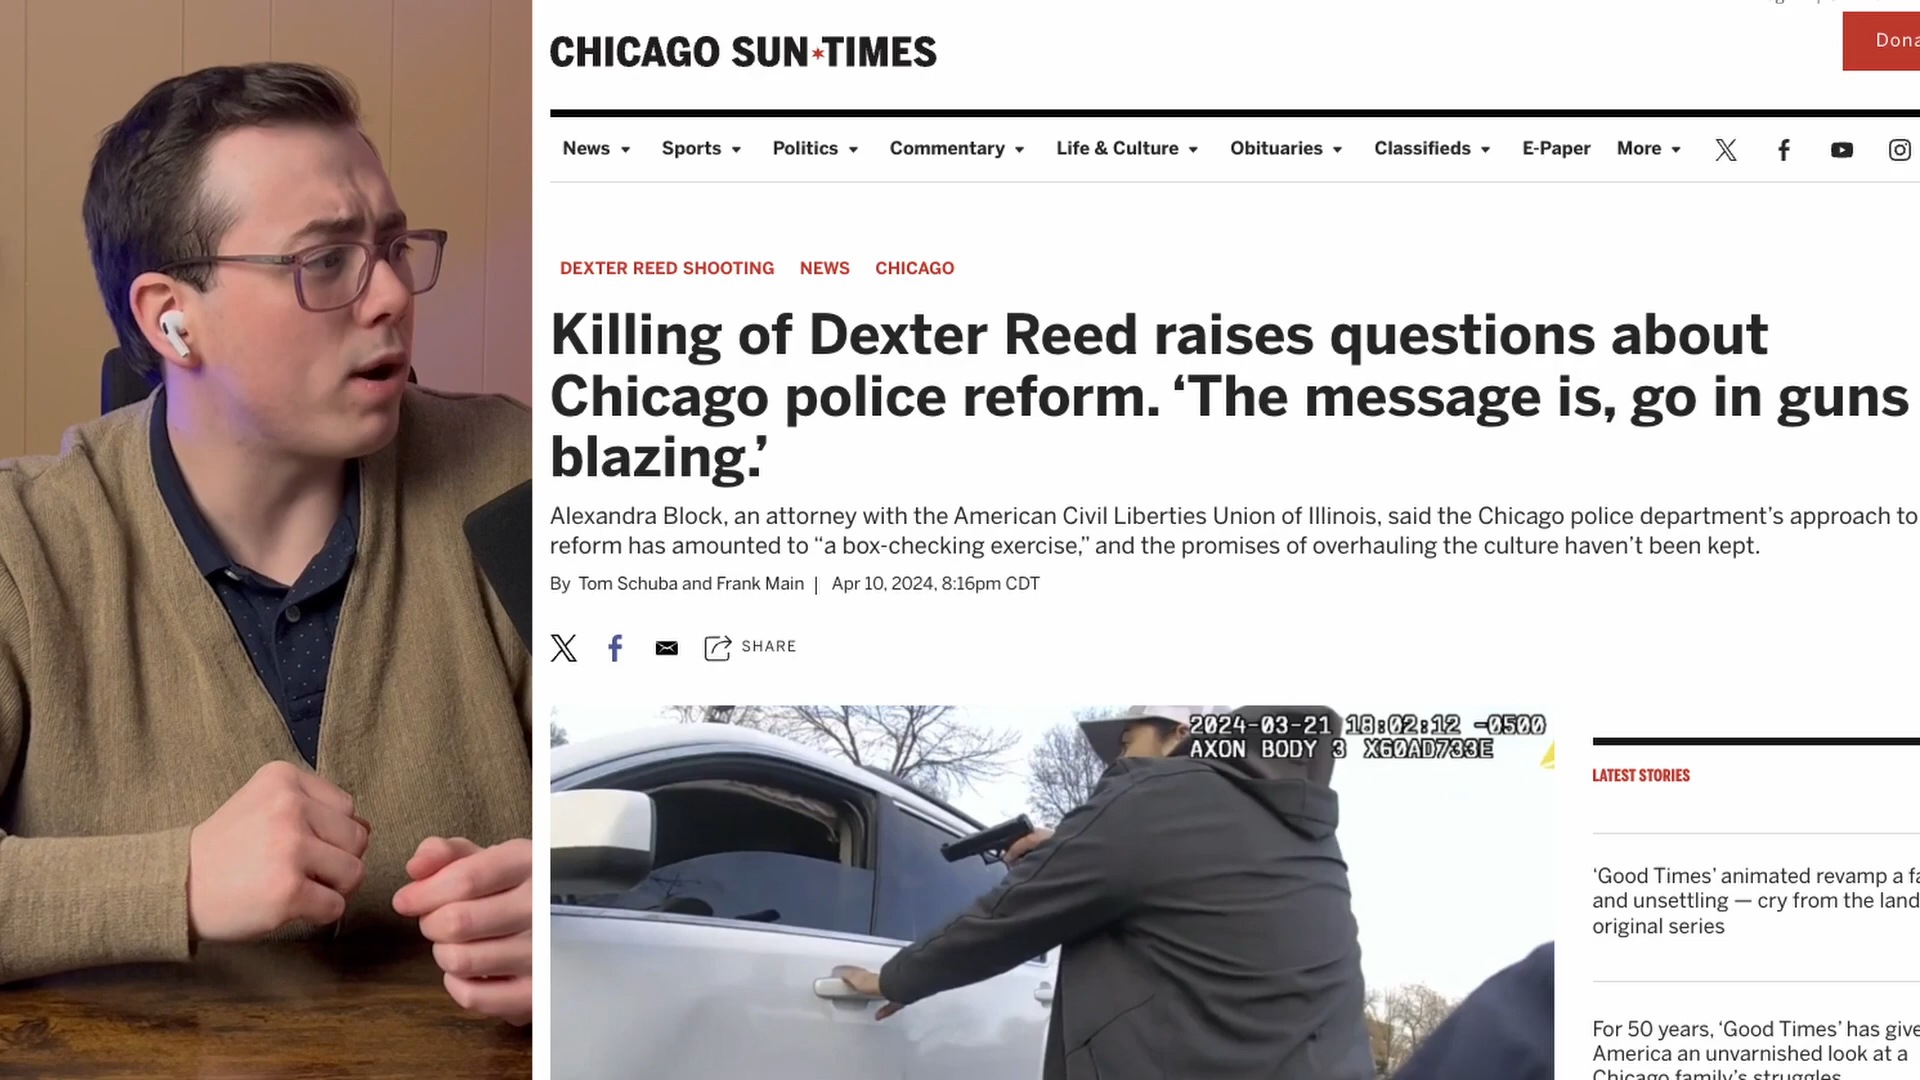 CHICAGO SUN*TIMES
News
Sports
Politics
Commentary
Life & Culture
Obituaries
Classifieds
E-Paper
More
DEXTER REED SHOOTING NEWS CHICAGO
Killing of Dexter Reed raises questions about
Chicago police reform. ‘The message is, go in guns
blazing.’
Alexandra Block, an attorney with the American Civil Liberties Union of Illinois, said the Chicago police department’s approach to
reform has amounted to “a box-checking exercise,” and the promises of overhauling the culture haven’t been kept.
By Tom Schuba and Frank Main | Apr 10, 2024, 8:16pm CDT
SHARE
2024-03-21 18:02:12 -0500
AXON BODY 3 X60AD733E
LATEST STORIES
‘Good Times’ animated revamp a
and unsettling — cry from the land
original series
For 50 years, ‘Good Times’ has
America an unvarnished look at a
Chicago family’s struggles